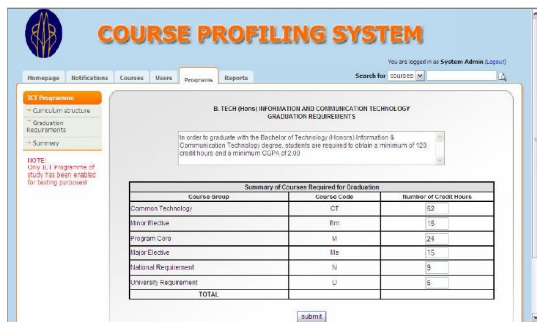 COURSE PROFILING SYSTEM
You are logged in as System Admin (Logout)
Homepage Notifications Courses Users Programs Reports
Search for courses
ICT Programme
Curriculum structure
Graduation
Requirements
Summary
NOTE:
Only ICT Programme of
study has been enabled
for testing purposes!
B. TECH (Hons) INFORMATION AND COMMUNICATION TECHNOLOGY
GRADUATION REQUIREMENTS
In order to graduate with the Bachelor of Technology (Honors) Information &
Communication Technology degree, students are required to obtain a minimum of 120
credit hours and a minimum CGPA of
2.00
Summary of Courses Required for Graduation
Course Group Course Code Number of Credit Hours
Common Technology CT 52
Minor Elective 15
Program Core M 24
Major Elective Me 15
National Requirement N 9
University Requirement U
TOTAL
submit